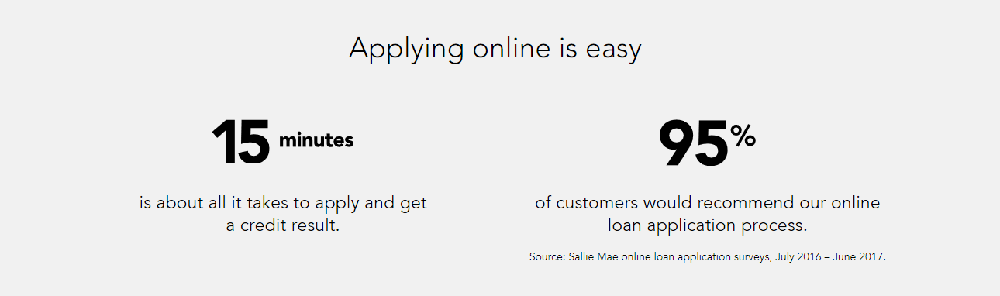 Applying online is easy
15 minutes
is about all it takes to apply and get
a credit result.
95%
of customers would recommend our online
loan application process.
Source: Sallie Mae online loan application surveys, July 2016 – June 2017.